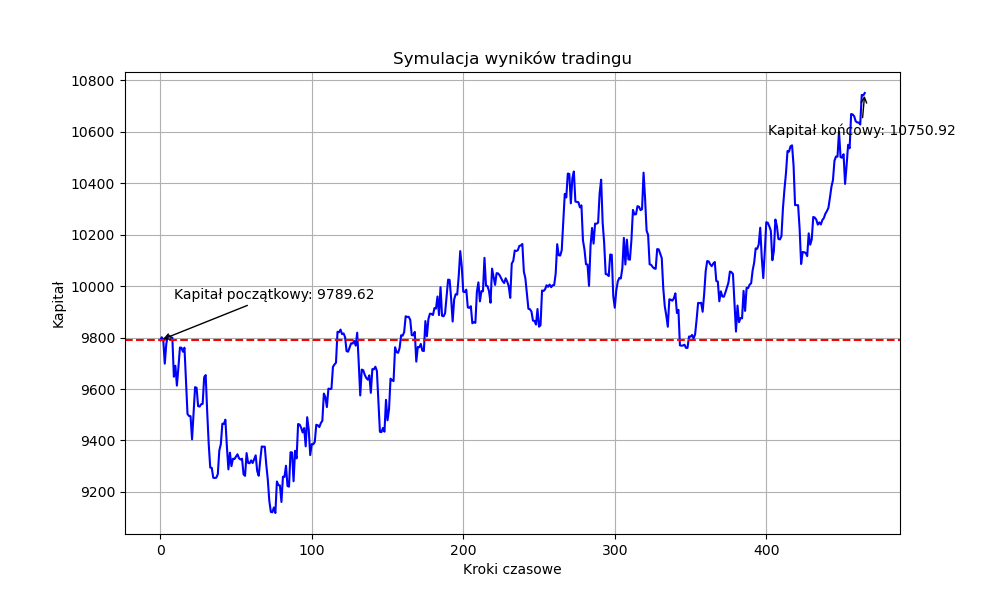 Symulacja wyników tradingu
Kapitał
10800
10600
10400
10200
10000
9800
9600
9400
9200
Kapitał końcowy: 10750.92
Kapitał początkowy: 9789.62
0 100 200 300 400
Kroki czasowe